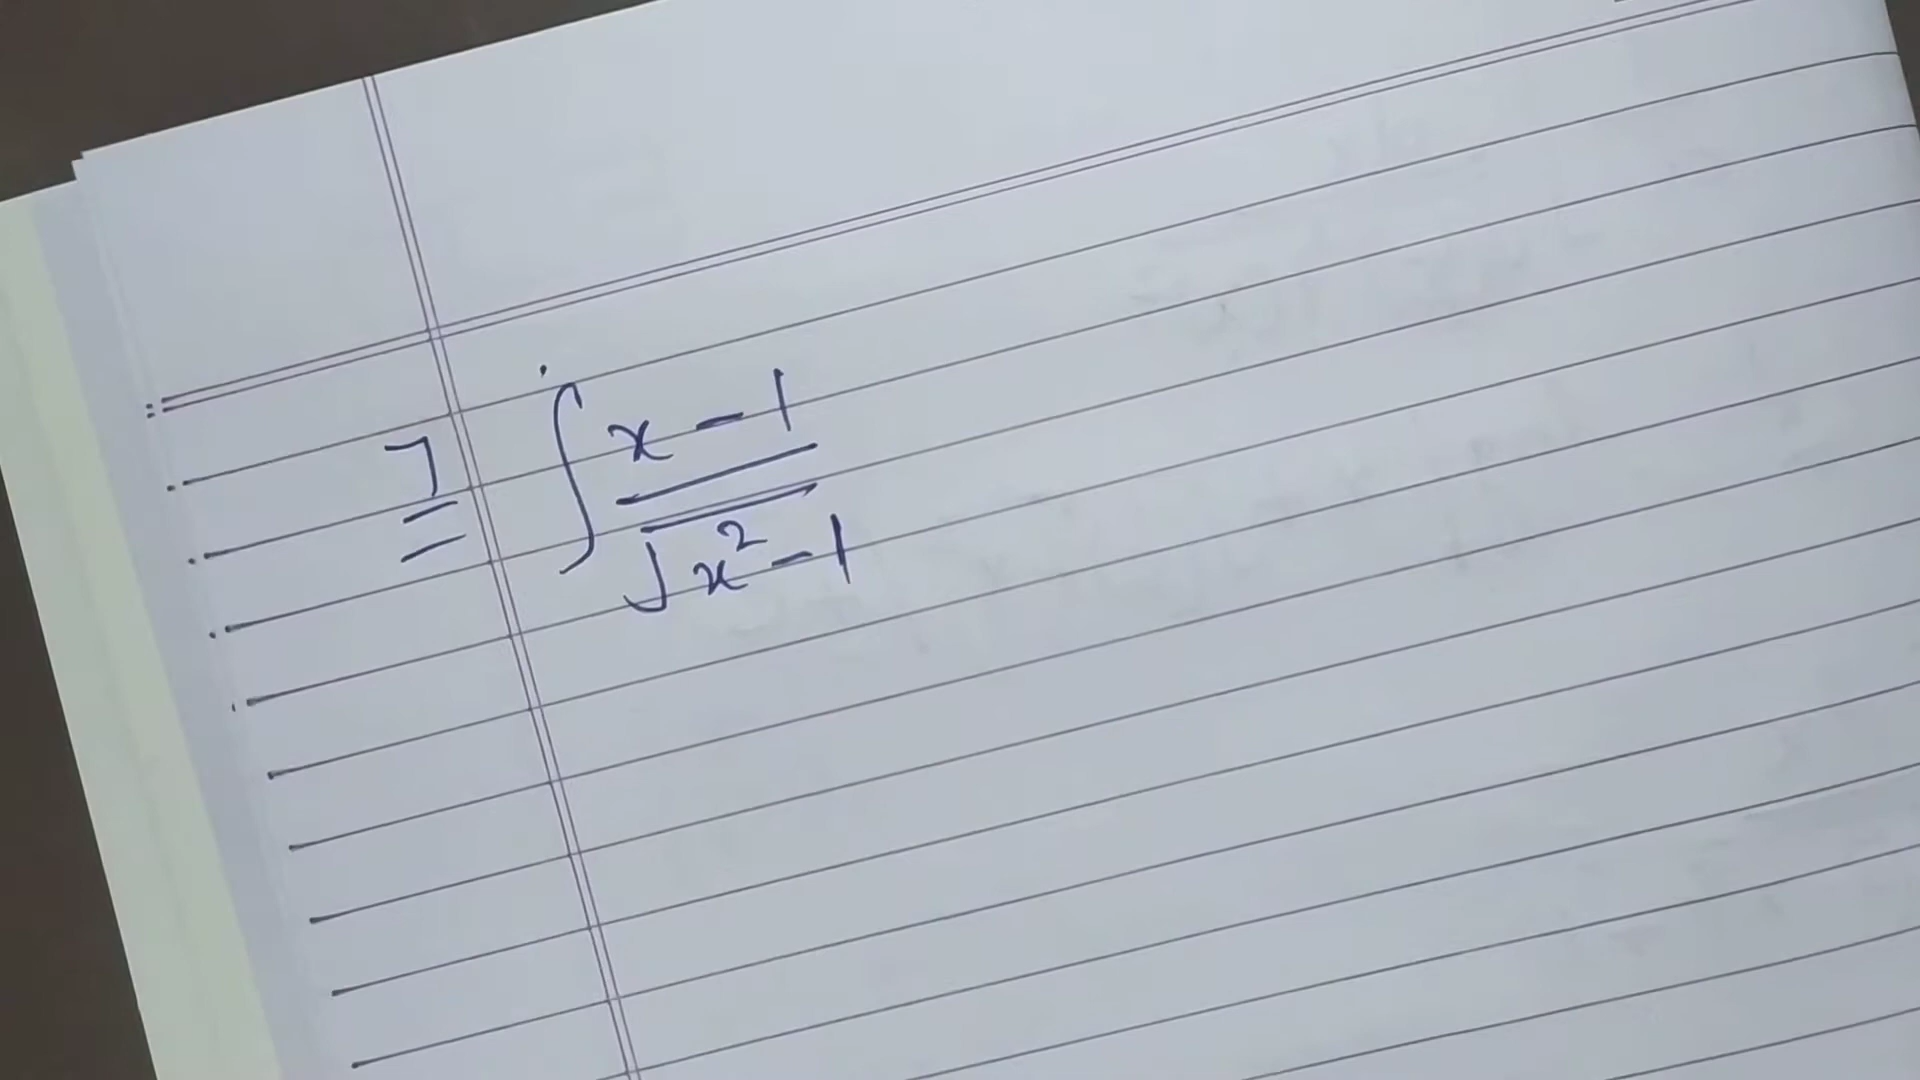 7 ∫ x - 1
√x² - 1